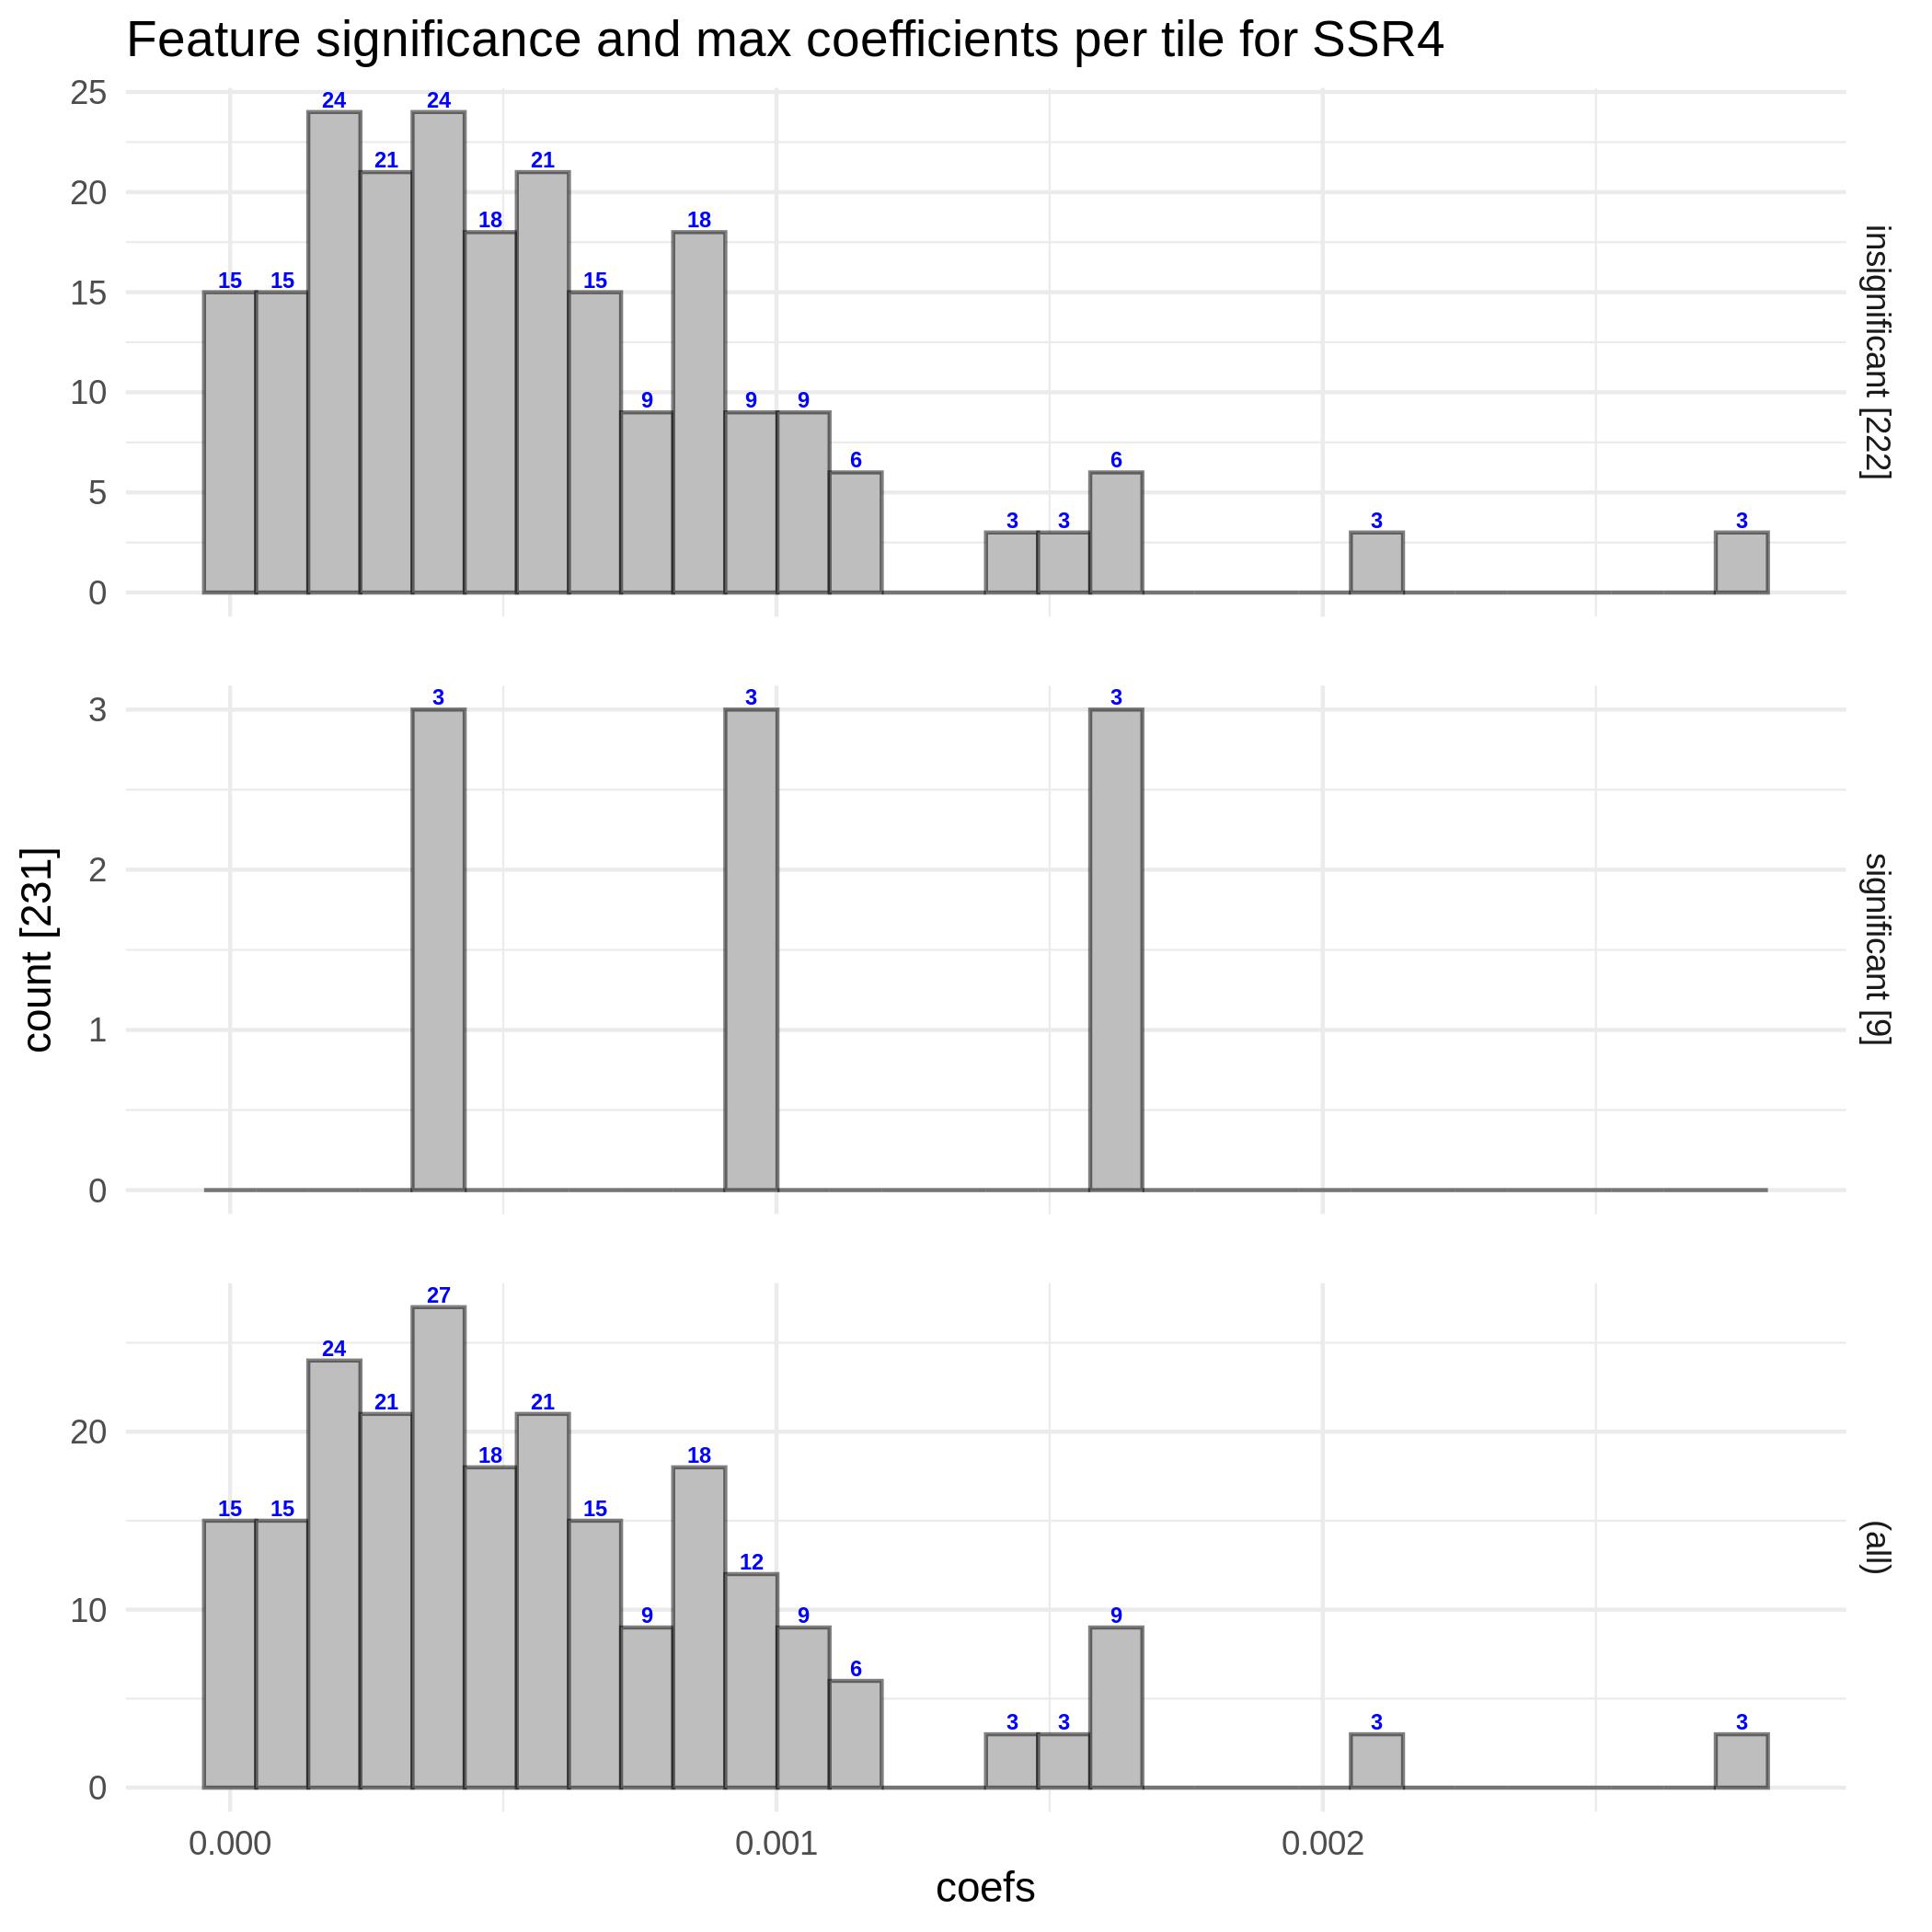 Feature significance and max coefficients per tile for SSR4
25
20
15
10
5
0
15 15 24 21 24 18 21 15 9 18 9 9 6 3 3 6 3 3
insignificant [222]
count [231]
3
2
1
0
3 3 3
significant [9]
20
10
0
15 15 24 21 27 18 21 15 9 18 12 9 6 3 3 9 3 3
(all)
0.000 0.001 0.002
coefs